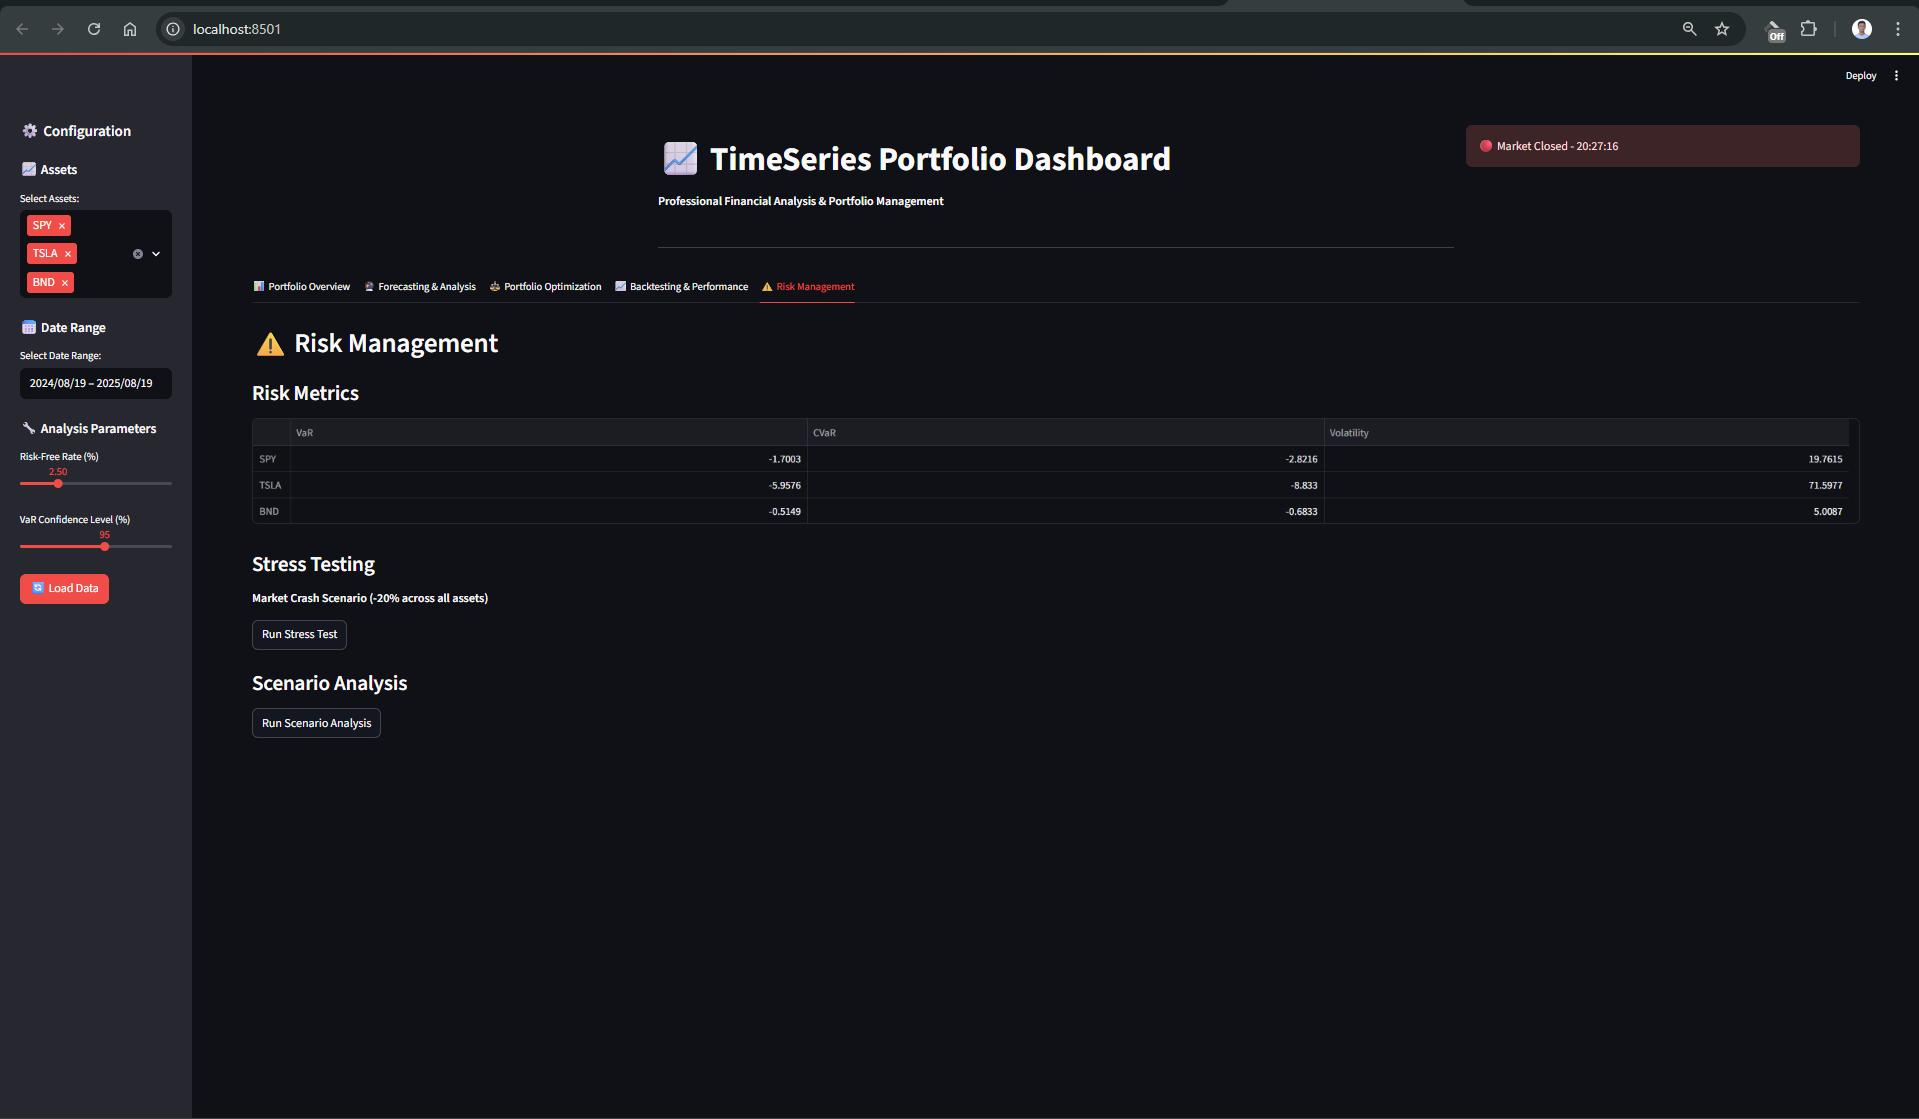 localhost:8501
Off
Deploy
Configuration
Assets
Select Assets:
SPY ×
TSLA ×
BND ×
Date Range
Select Date Range:
2024/08/19 – 2025/08/19
Analysis Parameters
Risk-Free Rate (%)
2.50
VaR Confidence Level (%)
95
Load Data
TimeSeries Portfolio Dashboard
Professional Financial Analysis & Portfolio Management
Market Closed - 20:27:16
Portfolio Overview Forecasting & Analysis Portfolio Optimization Backtesting & Performance Risk Management
Risk Management
Risk Metrics
VaR CVaR Volatility
SPY -1.7003 -2.8216 19.7615
TSLA -5.9576 -8.833 71.5977
BND -0.5149 -0.6833 5.0087
Stress Testing
Market Crash Scenario (-20% across all assets)
Run Stress Test
Scenario Analysis
Run Scenario Analysis